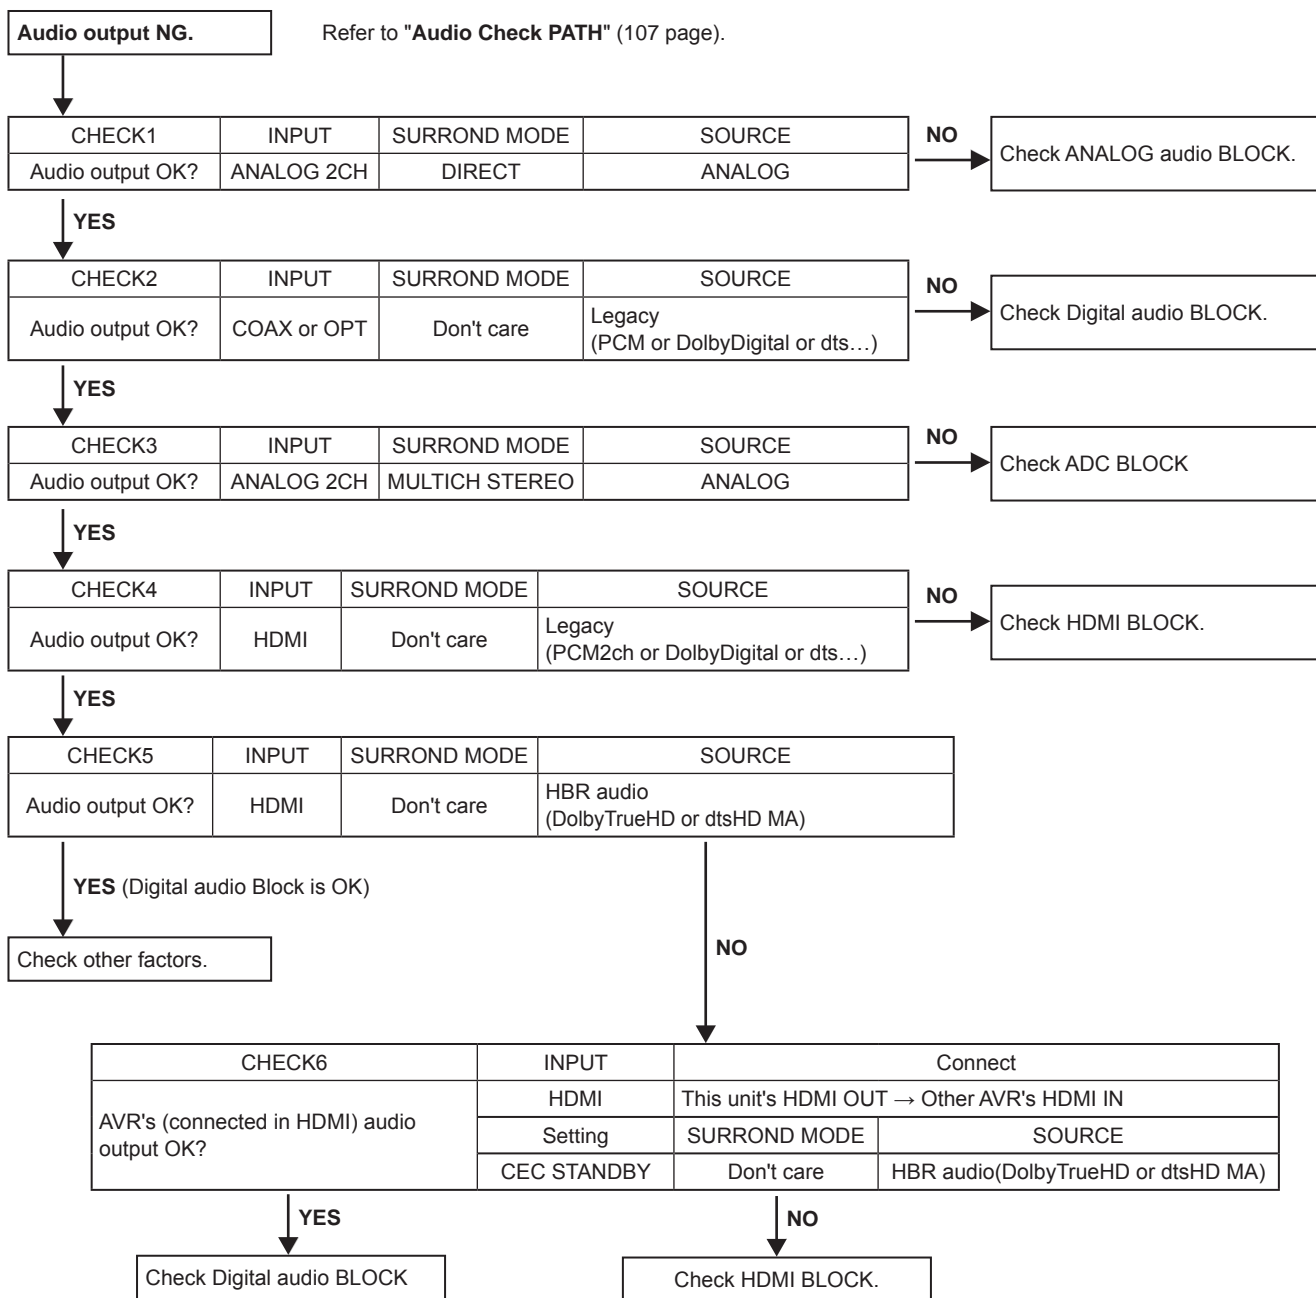 Audio output NG.
Refer to "Audio Check PATH" (107 page).
CHECK1 INPUT SURROND MODE SOURCE
Audio output OK? ANALOG 2CH DIRECT ANALOG
NO
Check ANALOG audio BLOCK.
YES
CHECK2 INPUT SURROND MODE SOURCE
Audio output OK? COAX or OPT Don't care Legacy
(PCM or DolbyDigital or dts…)
NO
Check Digital audio BLOCK.
YES
CHECK3 INPUT SURROND MODE SOURCE
Audio output OK? ANALOG 2CH MULTICH STEREO ANALOG
NO
Check ADC BLOCK
YES
CHECK4 INPUT SURROND MODE SOURCE
Audio output OK? HDMI Don't care Legacy
(PCM2ch or DolbyDigital or dts…)
NO
Check HDMI BLOCK.
YES
CHECK5 INPUT SURROND MODE SOURCE
Audio output OK? HDMI Don't care HBR audio
(DolbyTrueHD or dtsHD MA)
YES (Digital audio Block is OK)
Check other factors.
NO
CHECK6 INPUT Connect
AVR's (connected in HDMI) audio
output OK?
HDMI This unit's HDMI OUT → Other AVR's HDMI IN
Setting SURROND MODE SOURCE
CEC STANDBY Don't care HBR audio(DolbyTrueHD or dtsHD MA)
YES
Check Digital audio BLOCK
NO
Check HDMI BLOCK.